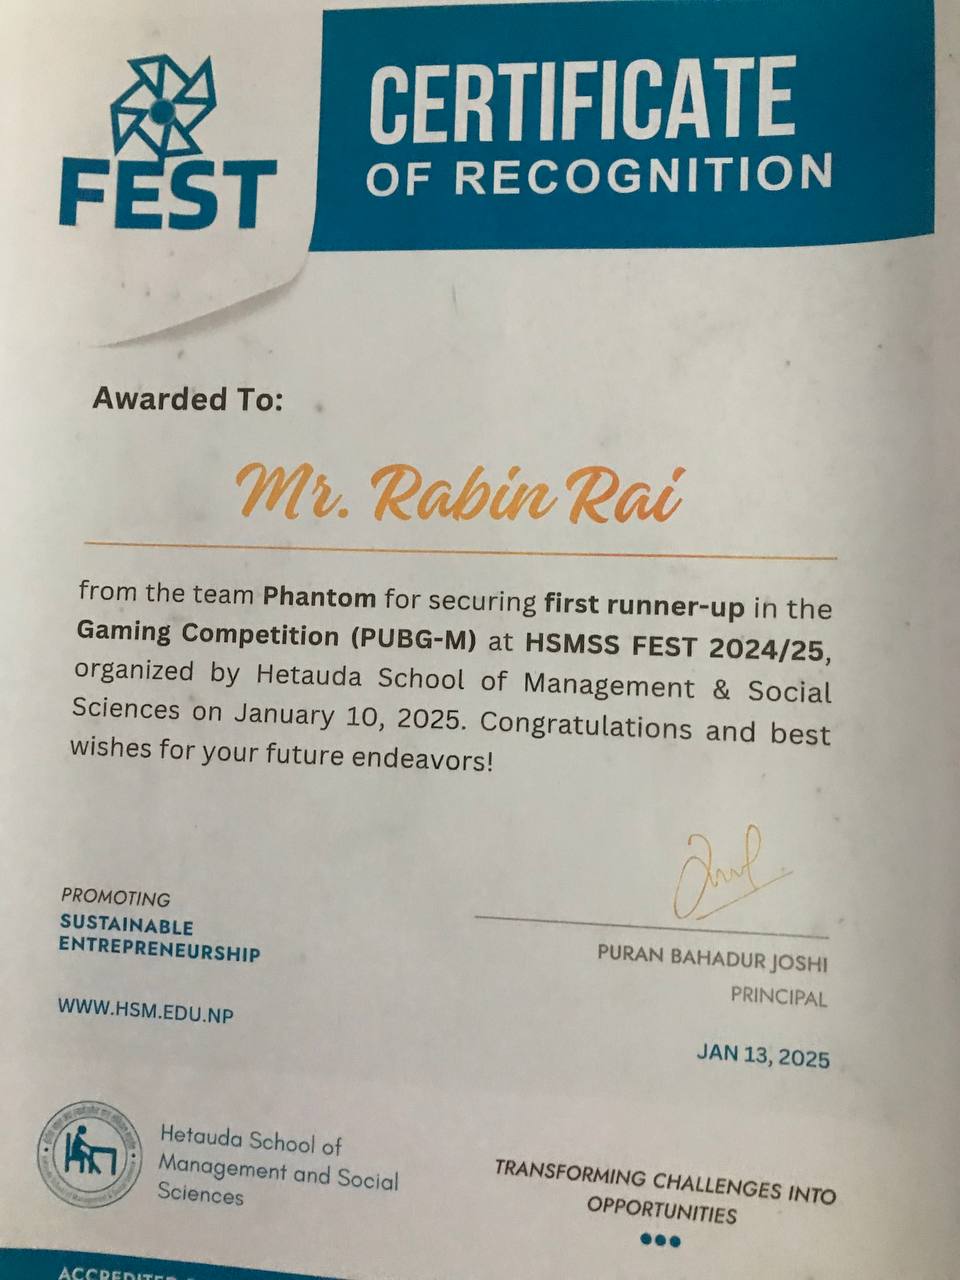 FEST
CERTIFICATE
OF RECOGNITION
Awarded To:
Mr. Rabin Rai
from the team Phantom for securing first runner-up in the
Gaming Competition (PUBG-M) at HSMSS FEST 2024/25,
organized by Hetauda School of Management & Social
Sciences on January 10, 2025. Congratulations and best
wishes for your future endeavors!
PROMOTING
SUSTAINABLE
ENTREPRENEURSHIP
WWW.HSM.EDU.NP
PURAN BAHADUR JOSHI
PRINCIPAL
JAN 13, 2025
Hetauda School of
Management and Social
Sciences
TRANSFORMING CHALLENGES INTO
OPPORTUNITIES
ACCREDITED